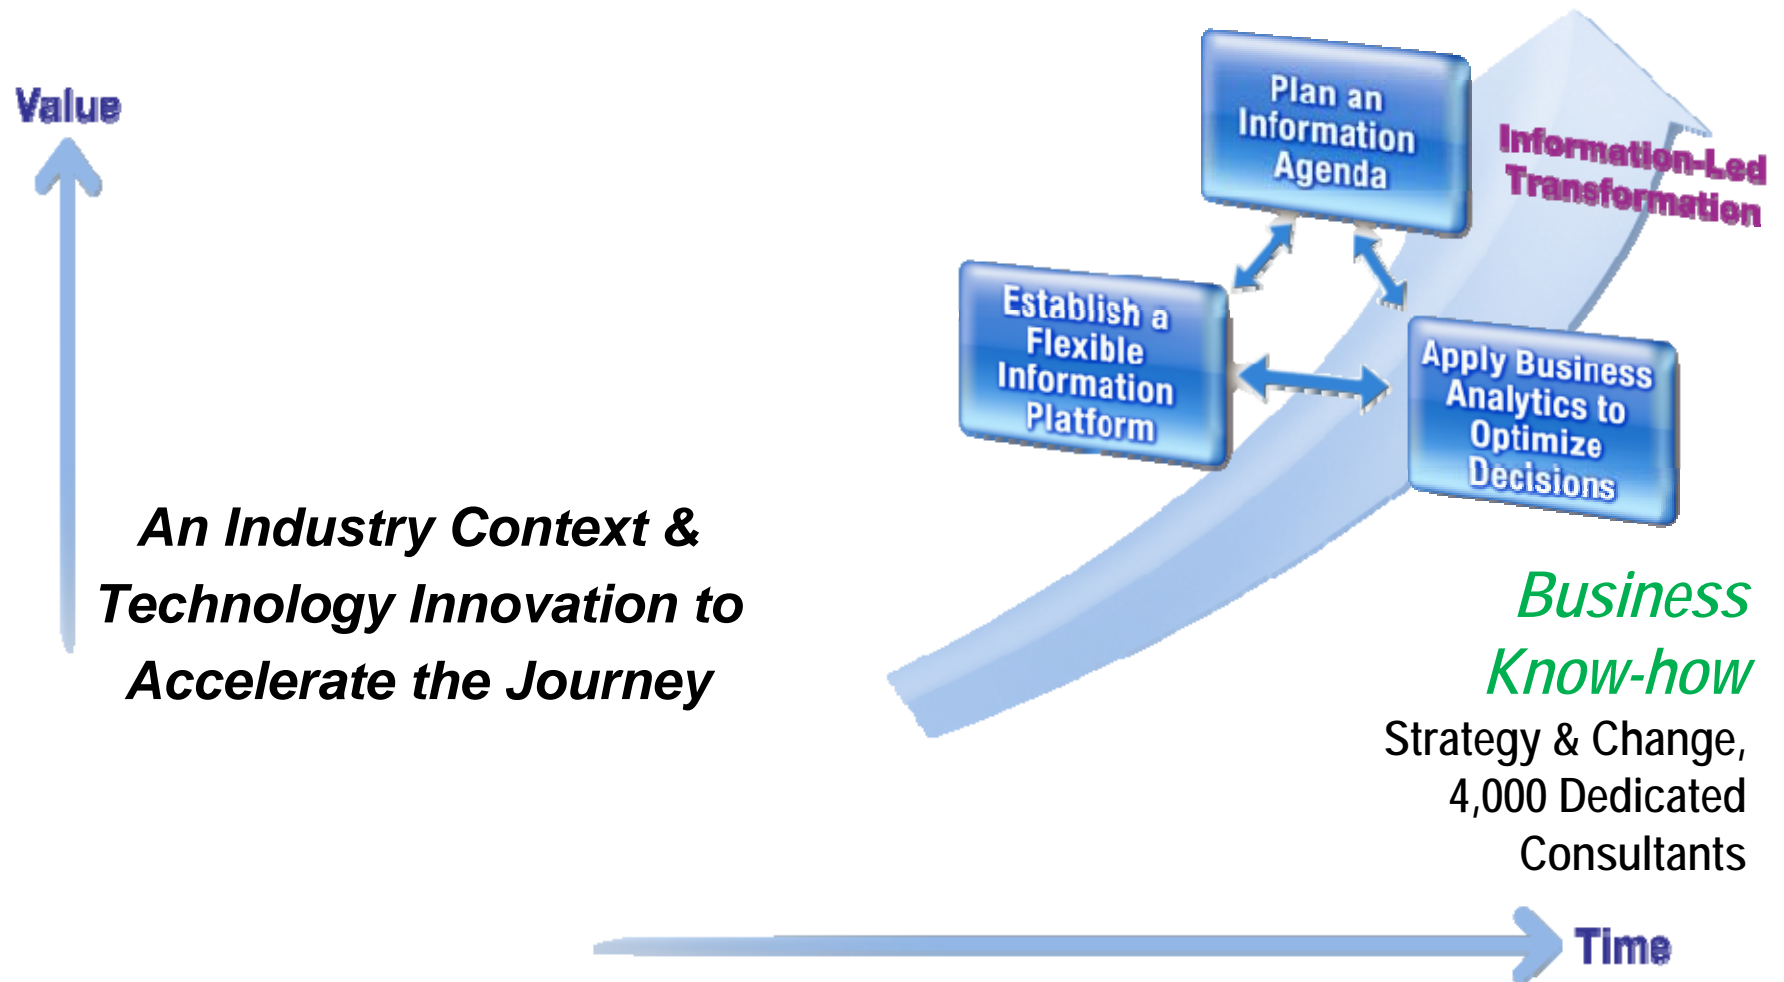 Value
Plan an
Information
Agenda
Information-Led
Transformation
Establish a
Flexible
Information
Platform
Apply Business
Analytics to
Optimize
Decisions
An Industry Context &
Technology Innovation to
Accelerate the Journey
Business
Know-how
Strategy & Change,
4,000 Dedicated
Consultants
Time